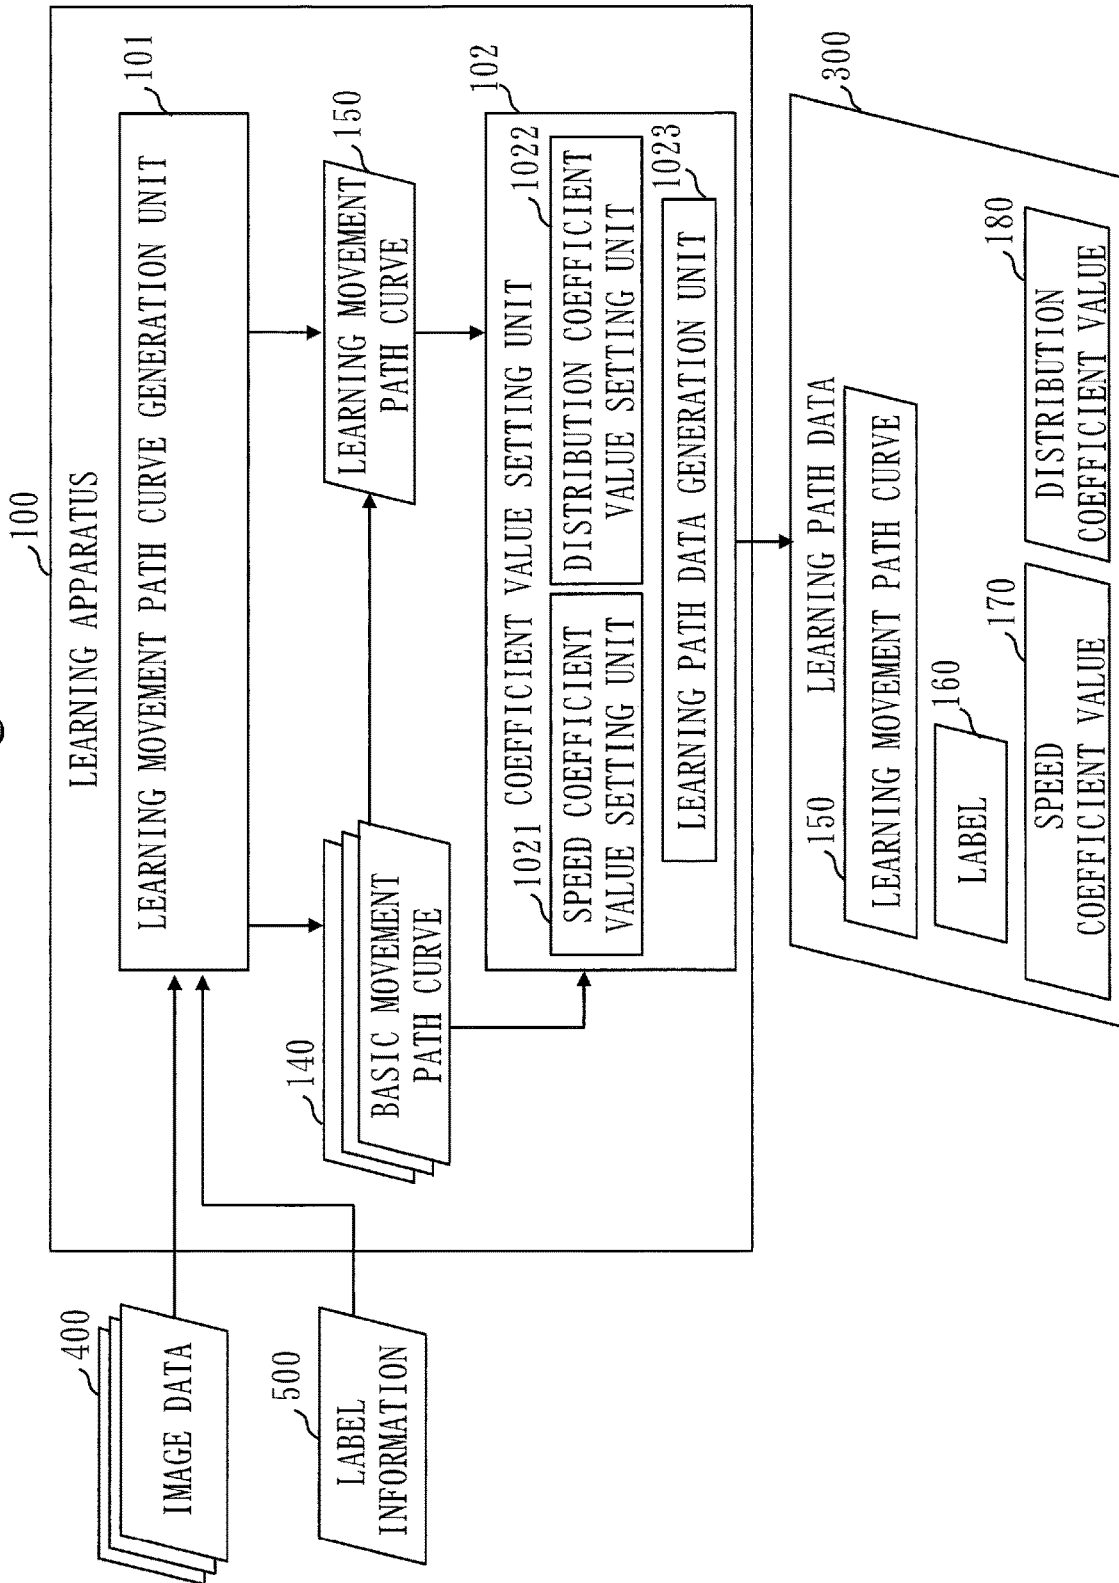 100
LEARNING APPARATUS
101
LEARNING MOVEMENT PATH CURVE GENERATION UNIT
400
IMAGE DATA
500
LABEL
INFORMATION
140
BASIC MOVEMENT
PATH CURVE
150
LEARNING MOVEMENT
PATH CURVE
102
COEFFICIENT VALUE SETTING UNIT
1021
SPEED COEFFICIENT
VALUE SETTING UNIT
1022
DISTRIBUTION COEFFICIENT
VALUE SETTING UNIT
1023
LEARNING PATH DATA GENERATION UNIT
300
LEARNING PATH DATA
150
LEARNING MOVEMENT PATH CURVE
160
LABEL
170
SPEED
COEFFICIENT VALUE
180
DISTRIBUTION
COEFFICIENT VALUE